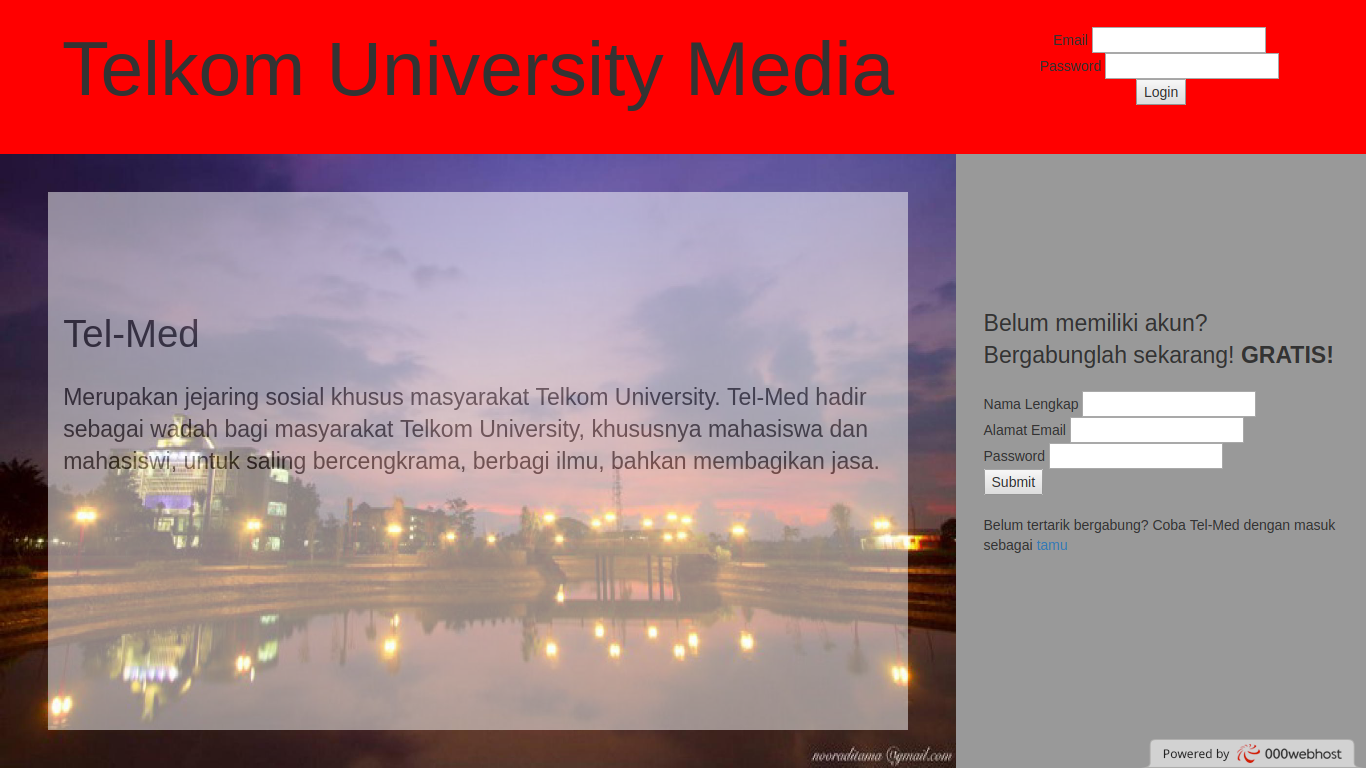 Telkom University Media
Email
Password
Login
Tel-Med
Merupakan jejaring sosial khusus masyarakat Telkom University. Tel-Med hadir
sebagai wadah bagi masyarakat Telkom University, khususnya mahasiswa dan
mahasiswi, untuk saling bercengkrama, berbagi ilmu, bahkan membagikan jasa.
Belum memiliki akun?
Bergabunglah sekarang! GRATIS!
Nama Lengkap
Alamat Email
Password
Submit
Belum tertarik bergabung? Coba Tel-Med dengan masuk
sebagai tamu
nooraditama @gmail.com
Powered by 000webhost